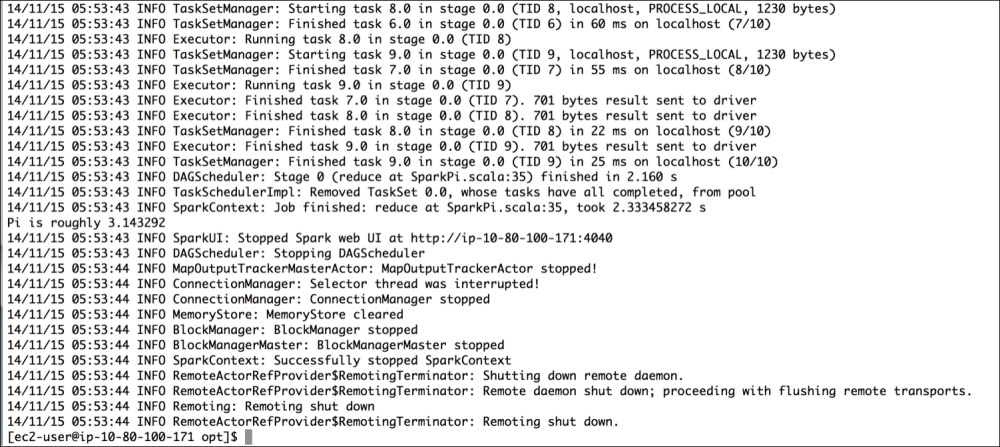 14/11/15 05:53:43 INFO TaskSetManager: Starting task 8.0 in stage 0.0 (TID 8, localhost, PROCESS_LOCAL, 1230 bytes)
14/11/15 05:53:43 INFO TaskSetManager: Finished task 6.0 in stage 0.0 (TID 6) in 60 ms on localhost (7/10)
14/11/15 05:53:43 INFO Executor: Running task 8.0 in stage 0.0 (TID 8)
14/11/15 05:53:43 INFO TaskSetManager: Starting task 9.0 in stage 0.0 (TID 9, localhost, PROCESS_LOCAL, 1230 bytes)
14/11/15 05:53:43 INFO TaskSetManager: Finished task 7.0 in stage 0.0 (TID 7) in 55 ms on localhost (8/10)
14/11/15 05:53:43 INFO Executor: Running task 9.0 in stage 0.0 (TID 9)
14/11/15 05:53:43 INFO Executor: Finished task 7.0 in stage 0.0 (TID 7). 701 bytes result sent to driver
14/11/15 05:53:43 INFO Executor: Finished task 8.0 in stage 0.0 (TID 8). 701 bytes result sent to driver
14/11/15 05:53:43 INFO TaskSetManager: Finished task 8.0 in stage 0.0 (TID 8) in 22 ms on localhost (9/10)
14/11/15 05:53:43 INFO Executor: Finished task 9.0 in stage 0.0 (TID 9). 701 bytes result sent to driver
14/11/15 05:53:43 INFO TaskSetManager: Finished task 9.0 in stage 0.0 (TID 9) in 25 ms on localhost (10/10)
14/11/15 05:53:43 INFO DAGScheduler: Stage 0 (reduce at SparkPi.scala:35) finished in 2.160 s
14/11/15 05:53:43 INFO TaskSchedulerImpl: Removed TaskSet 0.0, whose tasks have all completed, from pool
14/11/15 05:53:43 INFO SparkContext: Job finished: reduce at SparkPi.scala:35, took 2.333458272 s
Pi is roughly 3.143292
14/11/15 05:53:43 INFO SparkUI: Stopped Spark web UI at http://ip-10-80-100-171:4040
14/11/15 05:53:43 INFO DAGScheduler: Stopping DAGScheduler
14/11/15 05:53:44 INFO MapOutputTrackerMasterActor: MapOutputTrackerActor stopped!
14/11/15 05:53:44 INFO ConnectionManager: Selector thread was interrupted!
14/11/15 05:53:44 INFO ConnectionManager: ConnectionManager stopped
14/11/15 05:53:44 INFO MemoryStore: MemoryStore cleared
14/11/15 05:53:44 INFO BlockManager: BlockManager stopped
14/11/15 05:53:44 INFO BlockManagerMaster: BlockManagerMaster stopped
14/11/15 05:53:44 INFO SparkContext: Successfully stopped SparkContext
14/11/15 05:53:44 INFO RemoteActorRefProvider$RemotingTerminator: Shutting down remote daemon.
14/11/15 05:53:44 INFO RemoteActorRefProvider$RemotingTerminator: Remote daemon shut down; proceeding with flushing remote transports.
14/11/15 05:53:44 INFO Remoting: Remoting shut down
14/11/15 05:53:44 INFO RemoteActorRefProvider$RemotingTerminator: Remoting shut down.
[ec2-user@ip-10-80-100-171 opt]$